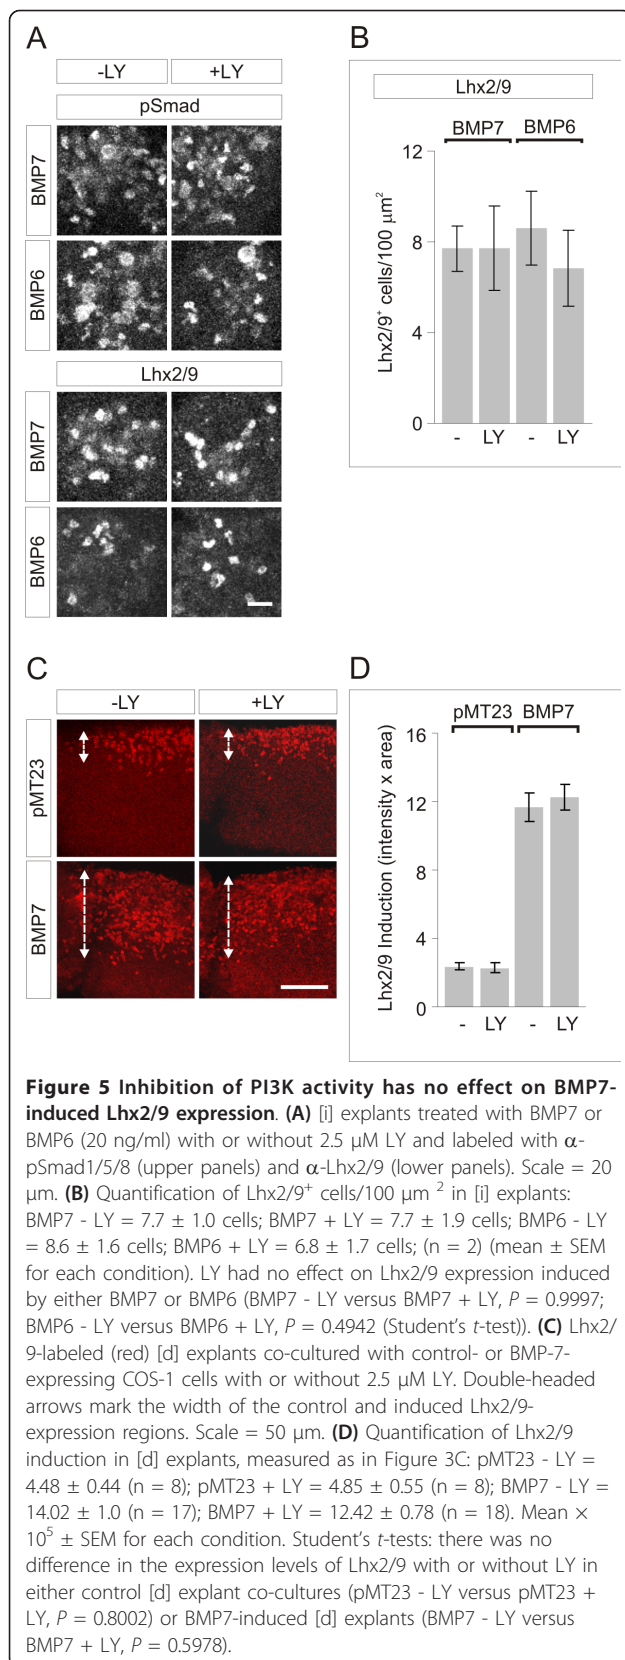 A
-LY +LY
pSmad
BMP7
BMP6
Lhx2/9
BMP7
BMP6
B
Lhx2/9
BMP7 BMP6
12
8
4
0
Lhx2/9⁺ cells/100 μm²
- LY - LY
C
-LY +LY
pMT23
BMP7
D
pMT23 BMP7
16
12
8
4
0
Lhx2/9 Induction (intensity x area)
- LY - LY
Figure 5 Inhibition of PI3K activity has no effect on BMP7-
induced Lhx2/9 expression. (A) [i] explants treated with BMP7 or
BMP6 (20 ng/ml) with or without 2.5 μM LY and labeled with α-
pSmad1/5/8 (upper panels) and α-Lhx2/9 (lower panels). Scale = 20
μm. (B) Quantification of Lhx2/9⁺ cells/100 μm ² in [i] explants:
BMP7 - LY = 7.7 ± 1.0 cells; BMP7 + LY = 7.7 ± 1.9 cells; BMP6 - LY
= 8.6 ± 1.6 cells; BMP6 + LY = 6.8 ± 1.7 cells; (n = 2) (mean ± SEM
for each condition). LY had no effect on Lhx2/9 expression induced
by either BMP7 or BMP6 (BMP7 - LY versus BMP7 + LY, P = 0.9997;
BMP6 - LY versus BMP6 + LY, P = 0.4942 (Student's t-test)). (C) Lhx2/
9-labeled (red) [d] explants co-cultured with control- or BMP-7-
expressing COS-1 cells with or without 2.5 μM LY. Double-headed
arrows mark the width of the control and induced Lhx2/9-
expression regions. Scale = 50 μm. (D) Quantification of Lhx2/9
induction in [d] explants, measured as in Figure 3C: pMT23 - LY =
4.48 ± 0.44 (n = 8); pMT23 + LY = 4.85 ± 0.55 (n = 8); BMP7 - LY =
14.02 ± 1.0 (n = 17); BMP7 + LY = 12.42 ± 0.78 (n = 18). Mean ×
10⁵ ± SEM for each condition. Student's t-tests: there was no
difference in the expression levels of Lhx2/9 with or without LY in
either control [d] explant co-cultures (pMT23 - LY versus pMT23 +
LY, P = 0.8002) or BMP7-induced [d] explants (BMP7 - LY versus
BMP7 + LY, P = 0.5978).